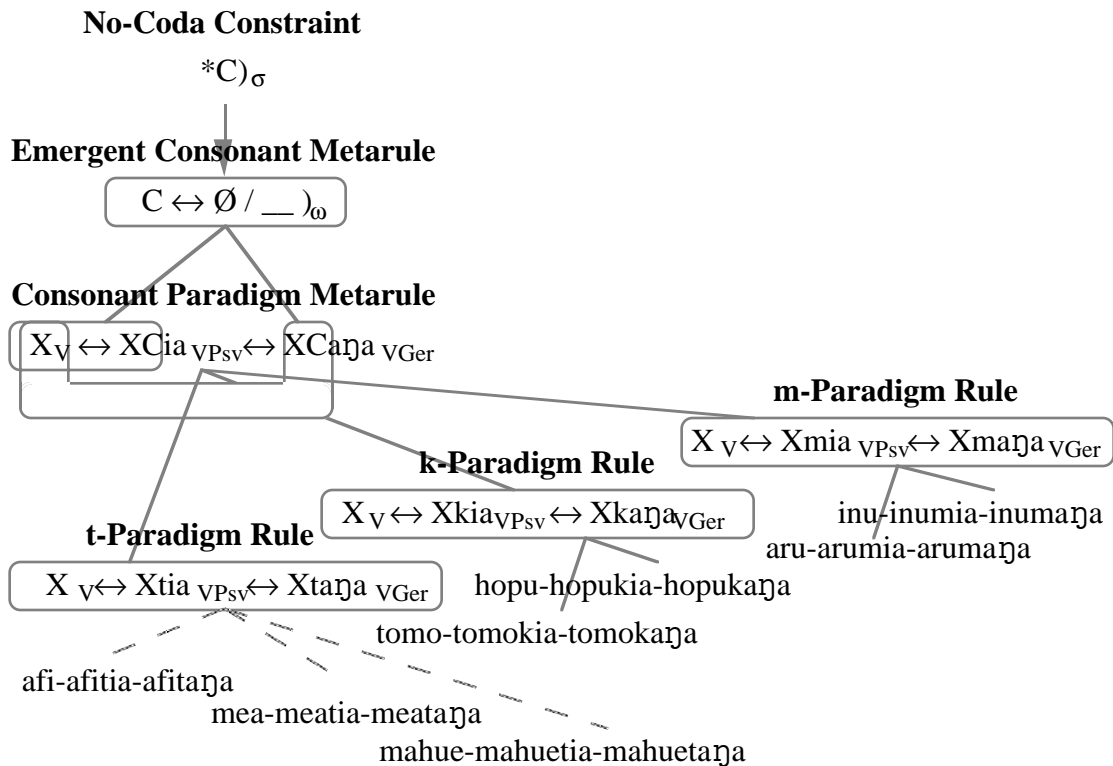 No-Coda Constraint
*C)σ
Emergent Consonant Metarule
C ↔ Ø / __ )ω
Consonant Paradigm Metarule
X V ↔ XCia VPsv ↔ XCaŋa VGer
m-Paradigm Rule
X V ↔ Xmia VPsv ↔ Xmaŋa VGer
inu-inumia-inumaŋa
aru-arumia-arumaŋa
k-Paradigm Rule
X V ↔ Xkia VPsv ↔ Xkaŋa VGer
hopu-hopukia-hopukaŋa
tomo-tomokia-tomokaŋa
t-Paradigm Rule
X V ↔ Xtia VPsv ↔ Xtaŋa VGer
afi-afitia-afitaŋa
mea-meatia-meataŋa
mahue-mahuetia-mahuetaŋa